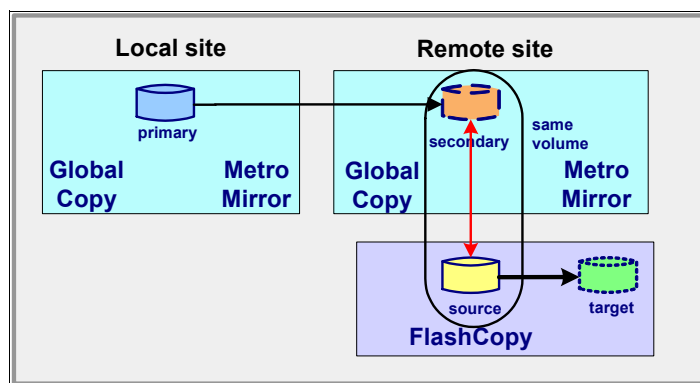 Local site
Remote site
primary
Global
Copy
Metro
Mirror
secondary
same
volume
Global
Copy
Metro
Mirror
source
target
FlashCopy